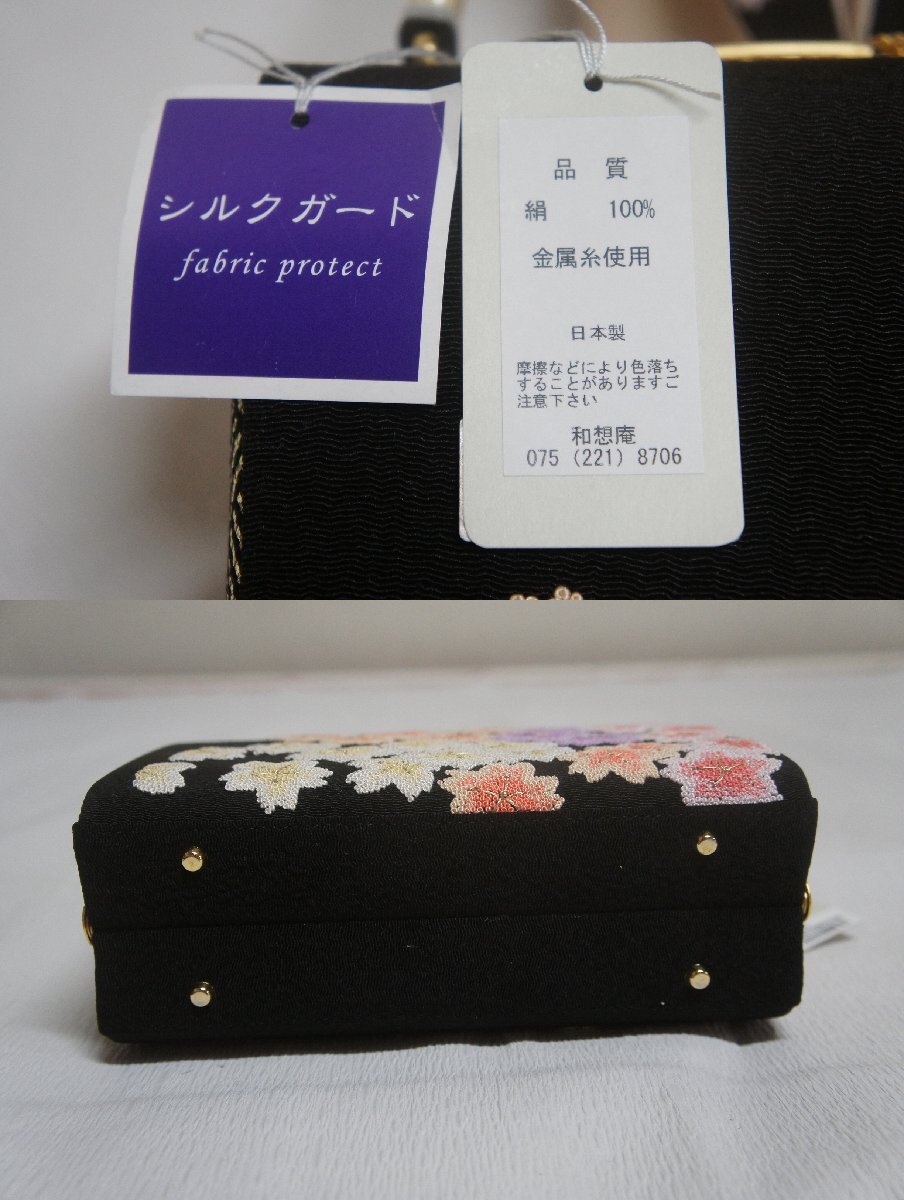 シルクガード
fabric protect
品 質
絹 100%
金属糸使用
日本製
摩擦などにより色落ち
することがありますご
注意下さい
和想庵
075 (221) 8706